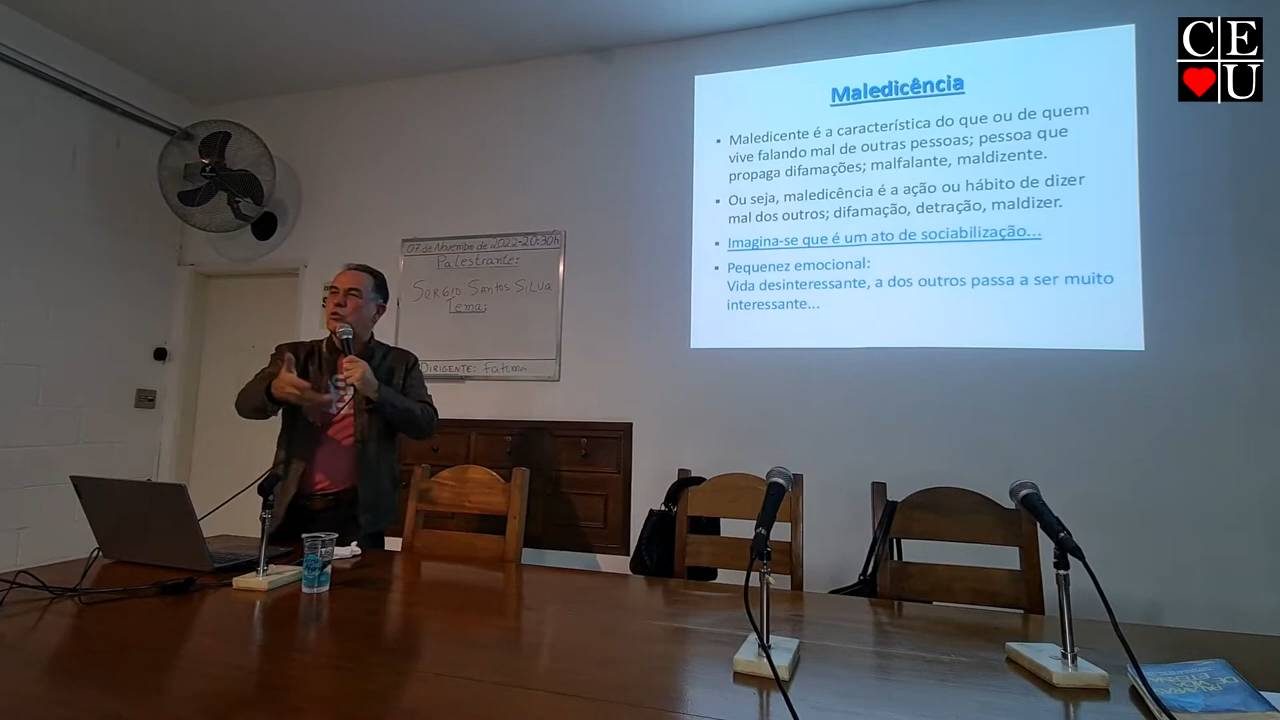 CE
U
Maledicência
Maledicente é a característica do que ou de quem
vive falando mal de outras pessoas; pessoa que
propaga difamações; malfalante, maldizente.
Ou seja, maledicência é a ação ou hábito de dizer
mal dos outros; difamação, detração, maldizer.
Imagina-se que é um ato de sociabilização...
Pequenez emocional:
Vida desinteressante, a dos outros passa a ser muito
interessante...
07 de Novembro de 2022-20:30h
Palestrante:
Sergio Santos Silva
Tema:
Dirigente: Fatima